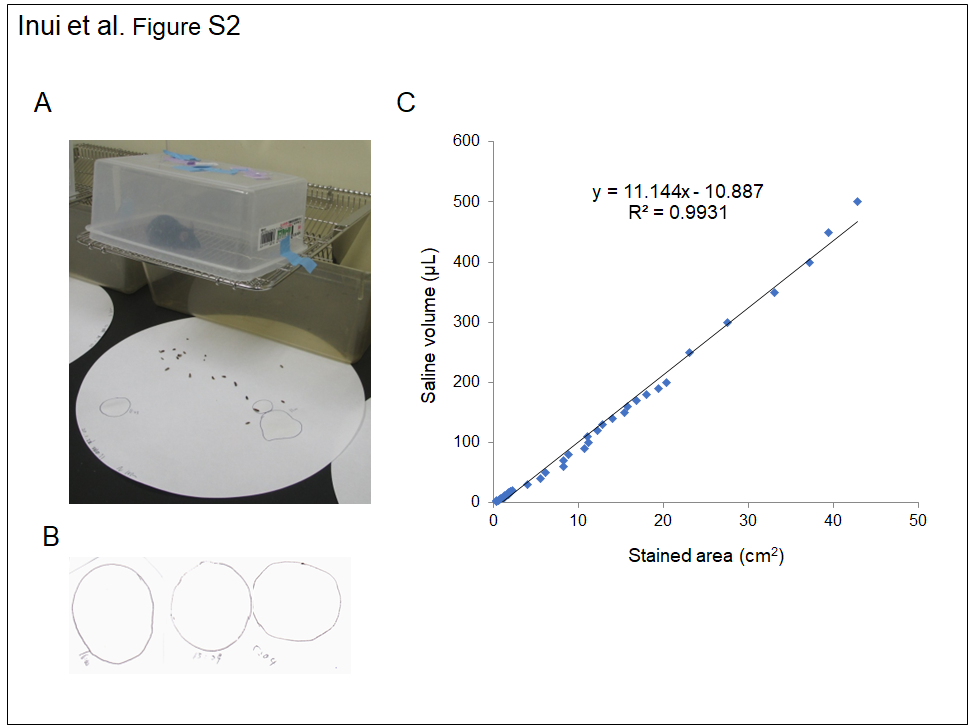 Inui et al. Figure S2
A
C
600
500
400
300
200
100
0
Saline volume (μL)
y = 11.144x - 10.887
R² = 0.9931
0 10 20 30 40 50
Stained area (cm²)
B